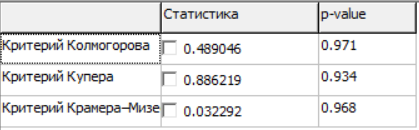 Статистика p-value
Критерий Колмогорова 0.489046 0.971
Критерий Купера 0.886219 0.934
Критерий Крамера–Мизе 0.032292 0.968